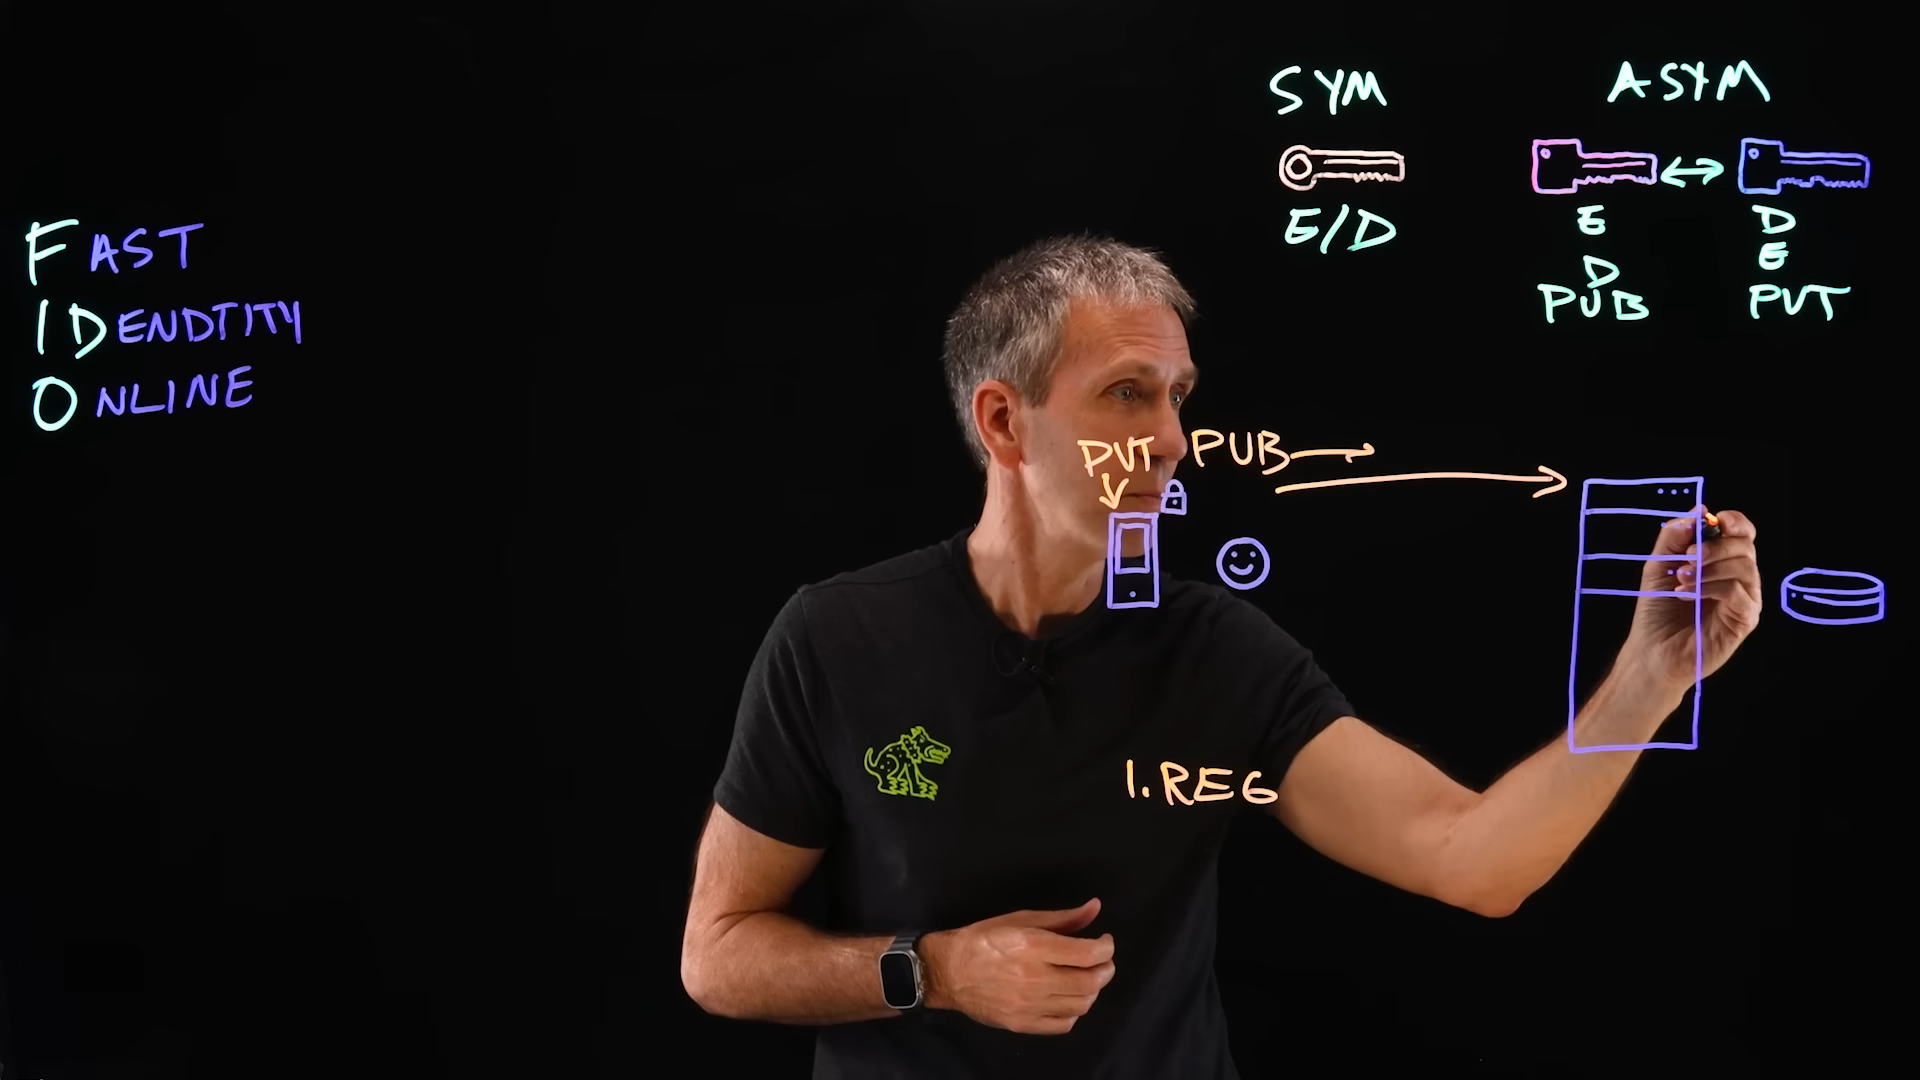 SYM
ASYM
E/D
E
D
D
E
PUB
PVT
FAST
IDENDTITY
ONLINE
PVT PUB
1. REG